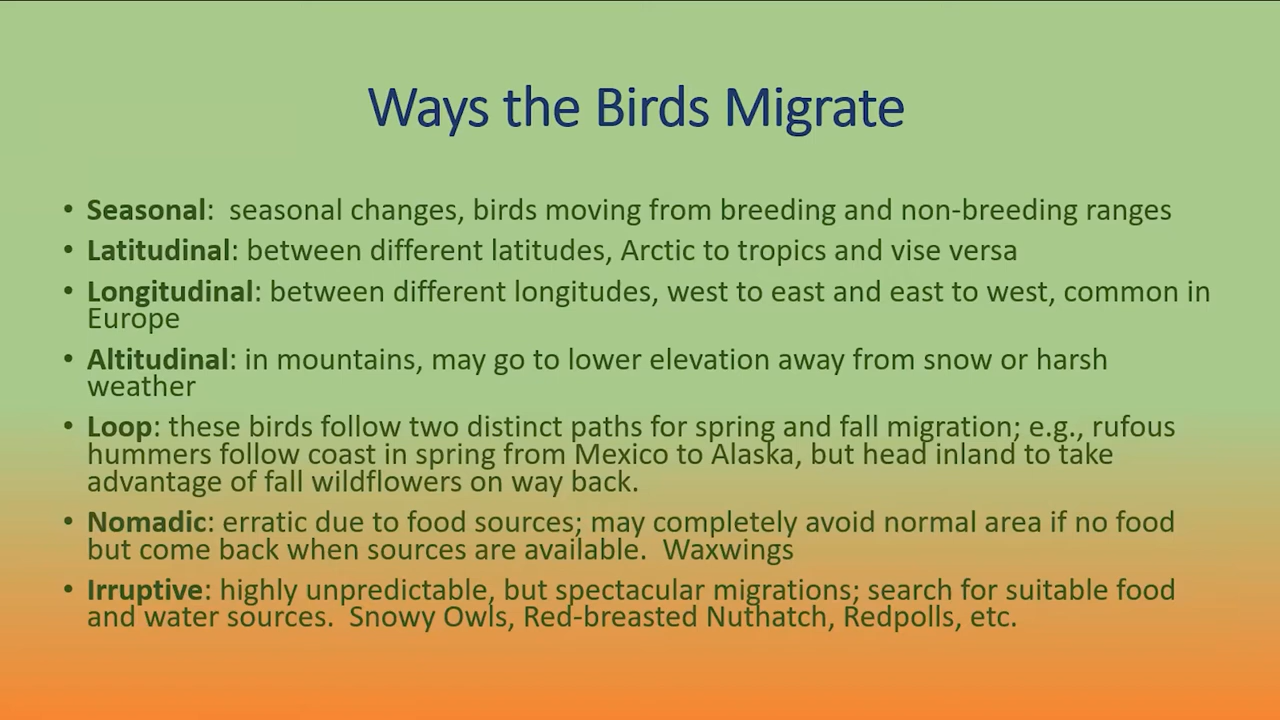 Ways the Birds Migrate
• Seasonal:  seasonal changes, birds moving from breeding and non-breeding ranges
• Latitudinal: between different latitudes, Arctic to tropics and vise versa
• Longitudinal: between different longitudes, west to east and east to west, common in
Europe
• Altitudinal: in mountains, may go to lower elevation away from snow or harsh
weather
• Loop: these birds follow two distinct paths for spring and fall migration; e.g., rufous
hummers follow coast in spring from Mexico to Alaska, but head inland to take
advantage of fall wildflowers on way back.
• Nomadic: erratic due to food sources; may completely avoid normal area if no food
but come back when sources are available.  Waxwings
• Irruptive: highly unpredictable, but spectacular migrations; search for suitable food
and water sources.  Snowy Owls, Red-breasted Nuthatch, Redpolls, etc.